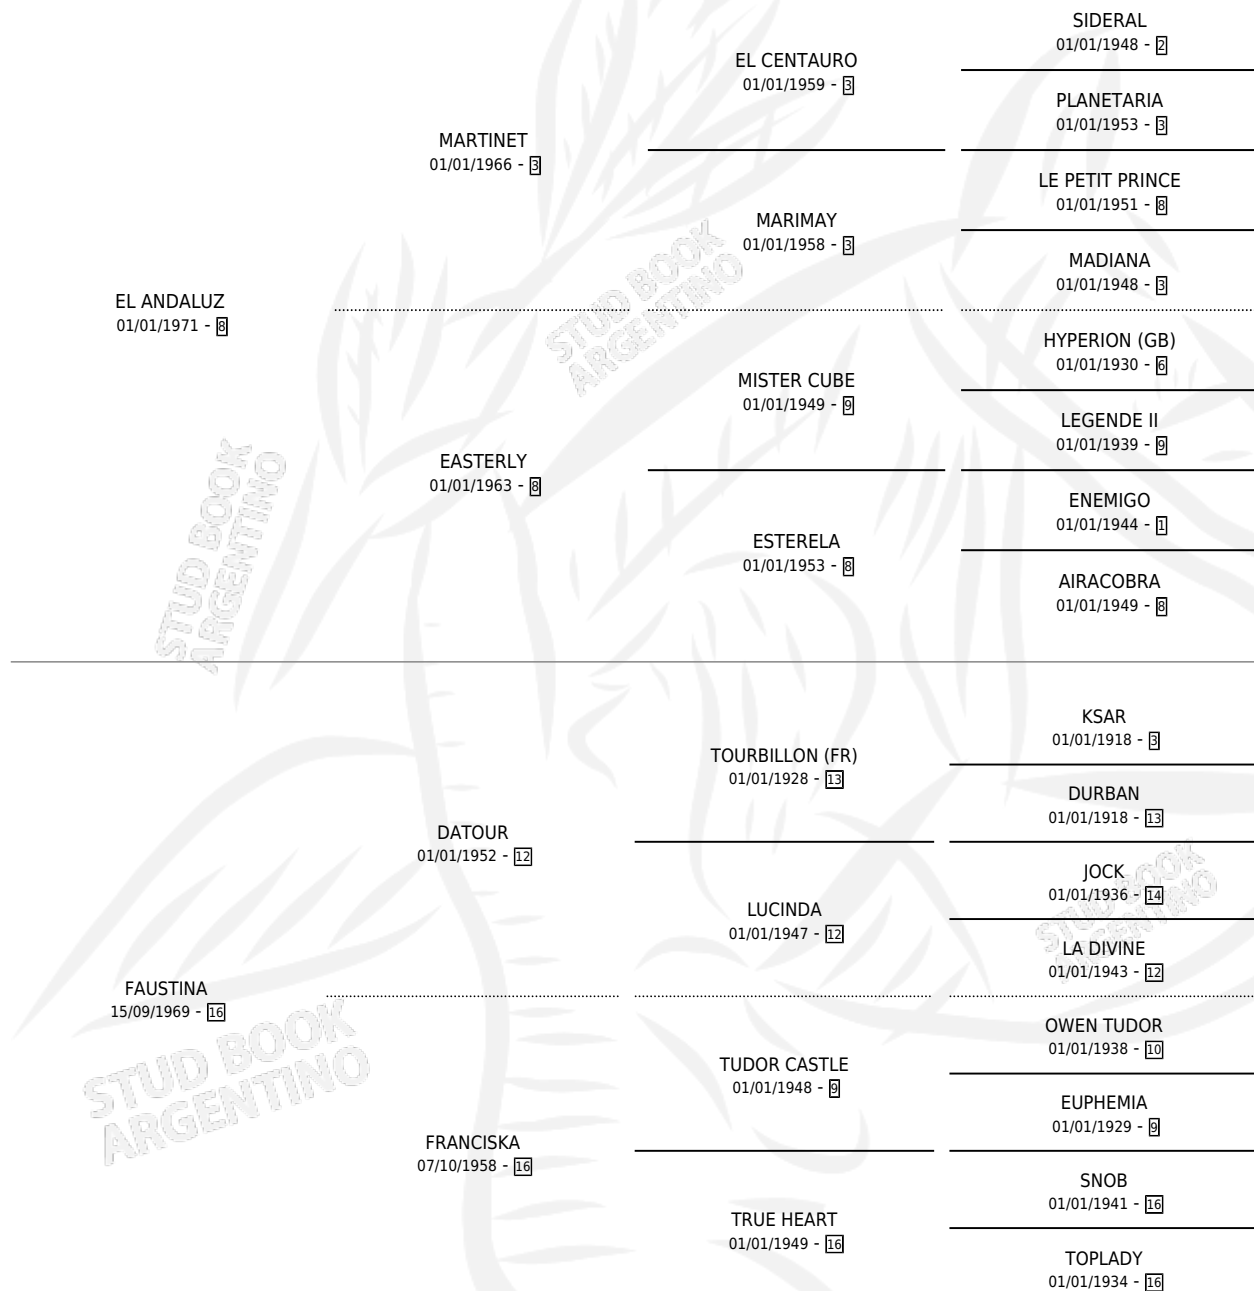 SIDERAL
01/01/1948 - 2
EL CENTAURO
01/01/1959 - 3
PLANETARIA
01/01/1953 - 3
MARTINET
01/01/1966 - 3
LE PETIT PRINCE
01/01/1951 - 8
MARIMAY
01/01/1958 - 3
MADIANA
01/01/1948 - 3
EL ANDALUZ
01/01/1971 - 8
HYPERION (GB)
01/01/1930 - 6
MISTER CUBE
01/01/1949 - 9
LEGENDE II
01/01/1939 - 9
EASTERLY
01/01/1963 - 8
ENEMIGO
01/01/1944 - 1
ESTERELA
01/01/1953 - 8
AIRACOBRA
01/01/1949 - 8
KSAR
01/01/1918 - 3
TOURBILLON (FR)
01/01/1928 - 13
DURBAN
01/01/1918 - 13
DATOUR
01/01/1952 - 12
JOCK
01/01/1936 - 14
LUCINDA
01/01/1947 - 12
LA DIVINE
01/01/1943 - 12
FAUSTINA
15/09/1969 - 16
OWEN TUDOR
01/01/1938 - 10
TUDOR CASTLE
01/01/1948 - 9
EUPHEMIA
01/01/1929 - 9
FRANCISKA
07/10/1958 - 16
SNOB
01/01/1941 - 16
TRUE HEART
01/01/1949 - 16
TOPLADY
01/01/1934 - 16
STUD BOOK
ARGENTINO
STUD BOOK
ARGENTINO
STUD BOOK
ARGENTINO
STUD BOOK
ARGENTINO